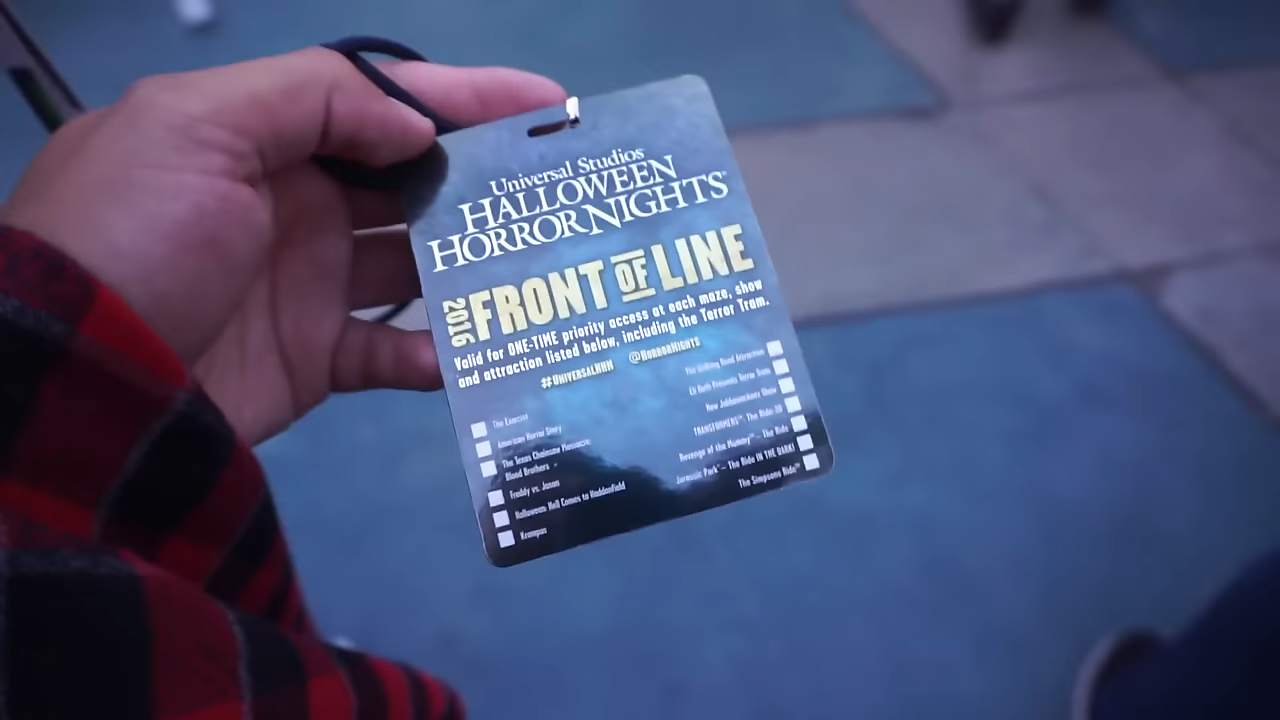 Universal Studios
HALLOWEEN
HORROR NIGHTS
2016 FRONT OF LINE
Valid for ONE-TIME priority access at each maze, show
and attraction listed below, including the Terror Tram.
#UNIVERSALHHN @HORRORNIGHTS
The Exorcist
American Horror Story
The Texas Chainsaw Massacre:
Blood Brothers
Freddy vs. Jason
Halloween: Hell Comes to Haddonfield
Krampus
The Walking Dead Attraction
Eli Roth Presents Terror Tram
New Jabbawockeez Show
TRANSFORMERS™: The Ride-3D
Revenge of the Mummy™ – The Ride
Jurassic Park® – The Ride IN THE DARK!
The Simpsons Ride™